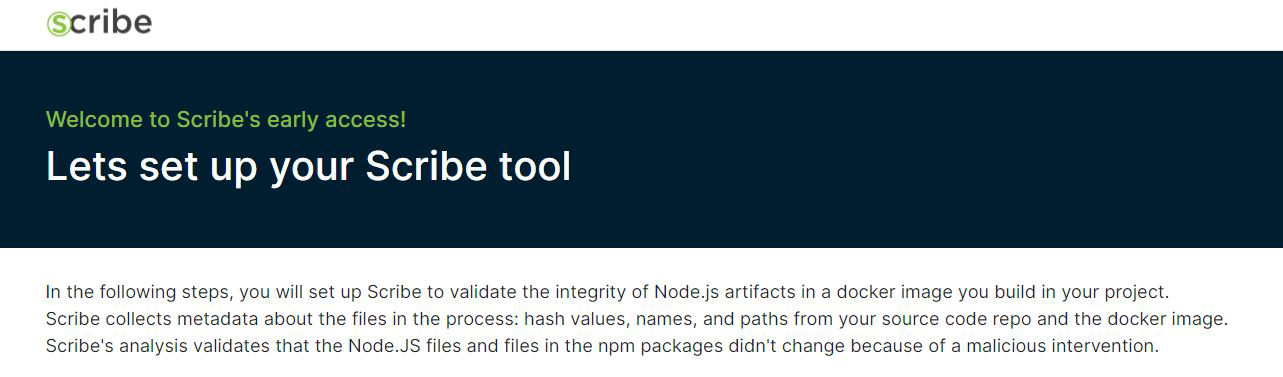 scribe
Welcome to Scribe's early access!
Lets set up your Scribe tool
In the following steps, you will set up Scribe to validate the integrity of Node.js artifacts in a docker image you build in your project.
Scribe collects metadata about the files in the process: hash values, names, and paths from your source code repo and the docker image.
Scribe's analysis validates that the Node.JS files and files in the npm packages didn't change because of a malicious intervention.